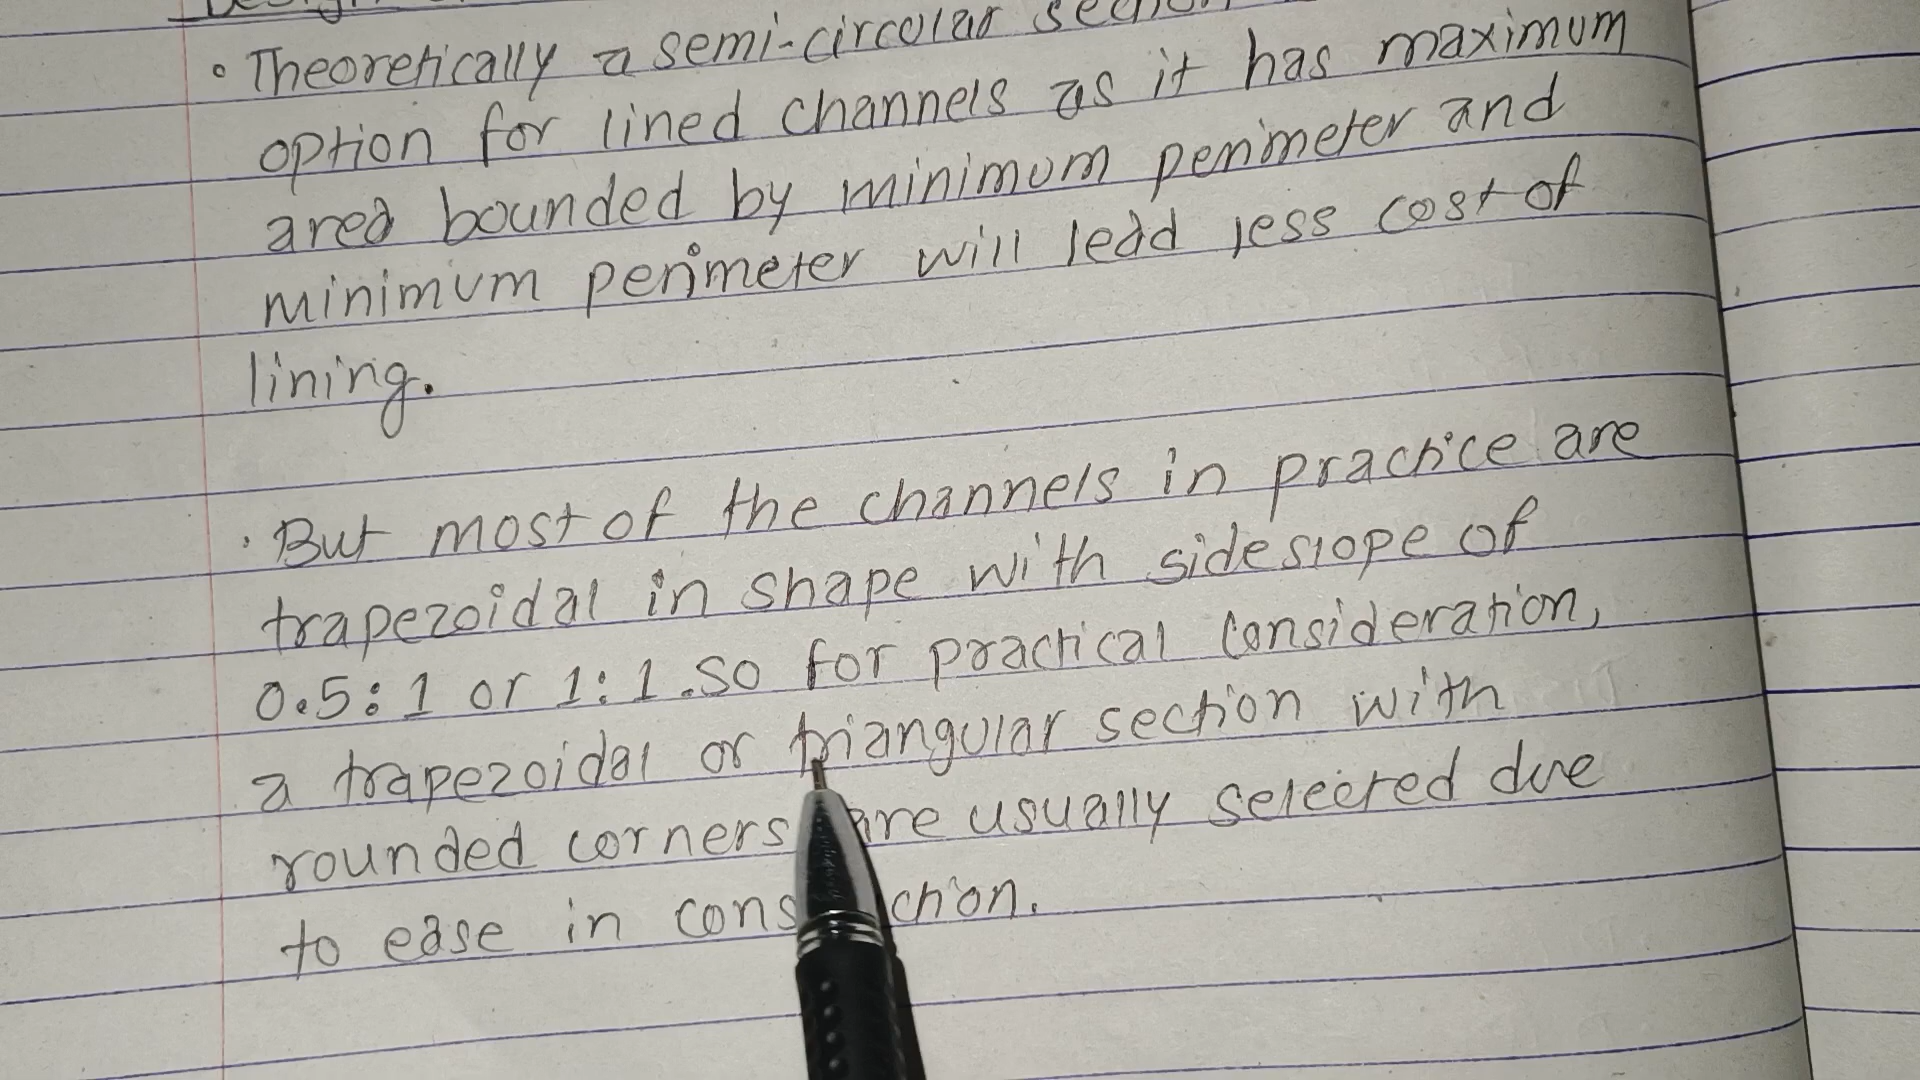 Design
• Theoretically a semi-circular section
option for lined channels as it has maximum
area bounded by minimum perimeter and
minimum perimeter will lead less cost of
lining.
• But most of the channels in practice are
trapezoidal in shape with side slope of
0.5:1 or 1:1. So for practical consideration,
a trapezoidal or triangular section with
rounded corners are usually selected due
to ease in cons ction.